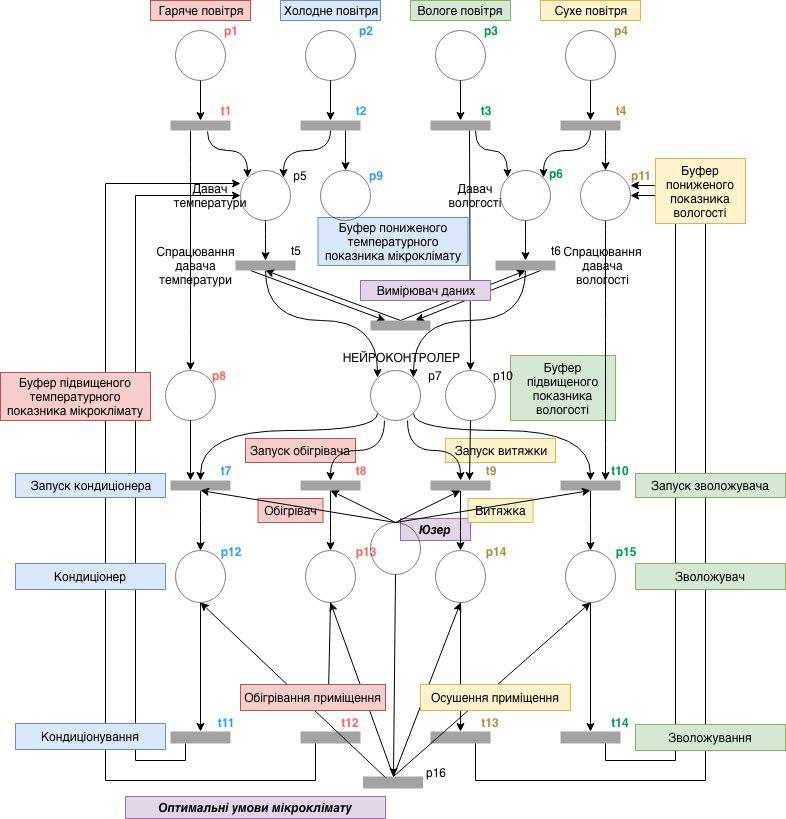 Гаряче повітря
Холодне повітря
Вологе повітря
Сухе повітря
p1
p2
p3
p4
t1
t2
t3
t4
Давач
температури
p5
p9
Давач
вологості
p6
p11
Буфер
пониженого
показника
вологості
Буфер пониженого
температурного
показника мікроклімату
Спрацювання
давача
температури
t5
t6
Спрацювання
давача
вологості
Вимірювач даних
НЕЙРОКОНТРОЛЕР
Буфер підвищеного
температурного
показника мікроклімату
p8
p7
p10
Буфер
підвищеного
показника
вологості
Запуск обігрівача
Запуск витяжки
Запуск кондиціонера
t7
t8
t9
t10
Запуск зволожувача
Обігрівач
Витяжка
Юзер
Кондиціонер
p12
p13
p14
p15
Зволожувач
Обігрівання приміщення
Осушення приміщення
Кондиціонування
t11
t12
t13
t14
Зволожування
p16
Оптимальні умови мікроклімату